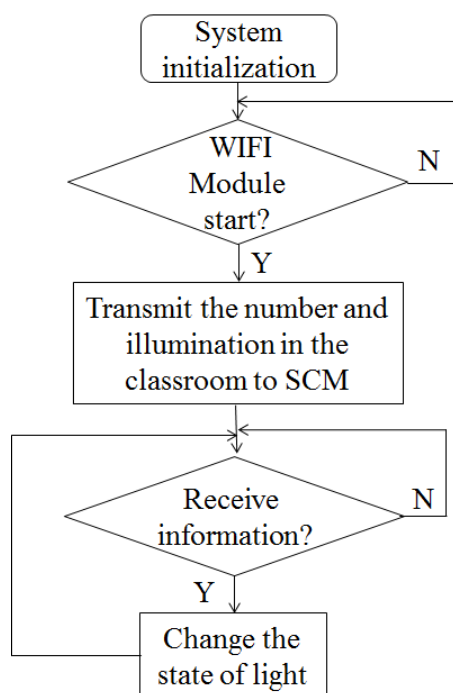 System
initialization
WIFI
Module
start?
N
Y
Transmit the number and
illumination in the
classroom to SCM
Receive
information?
N
Y
Change the
state of light